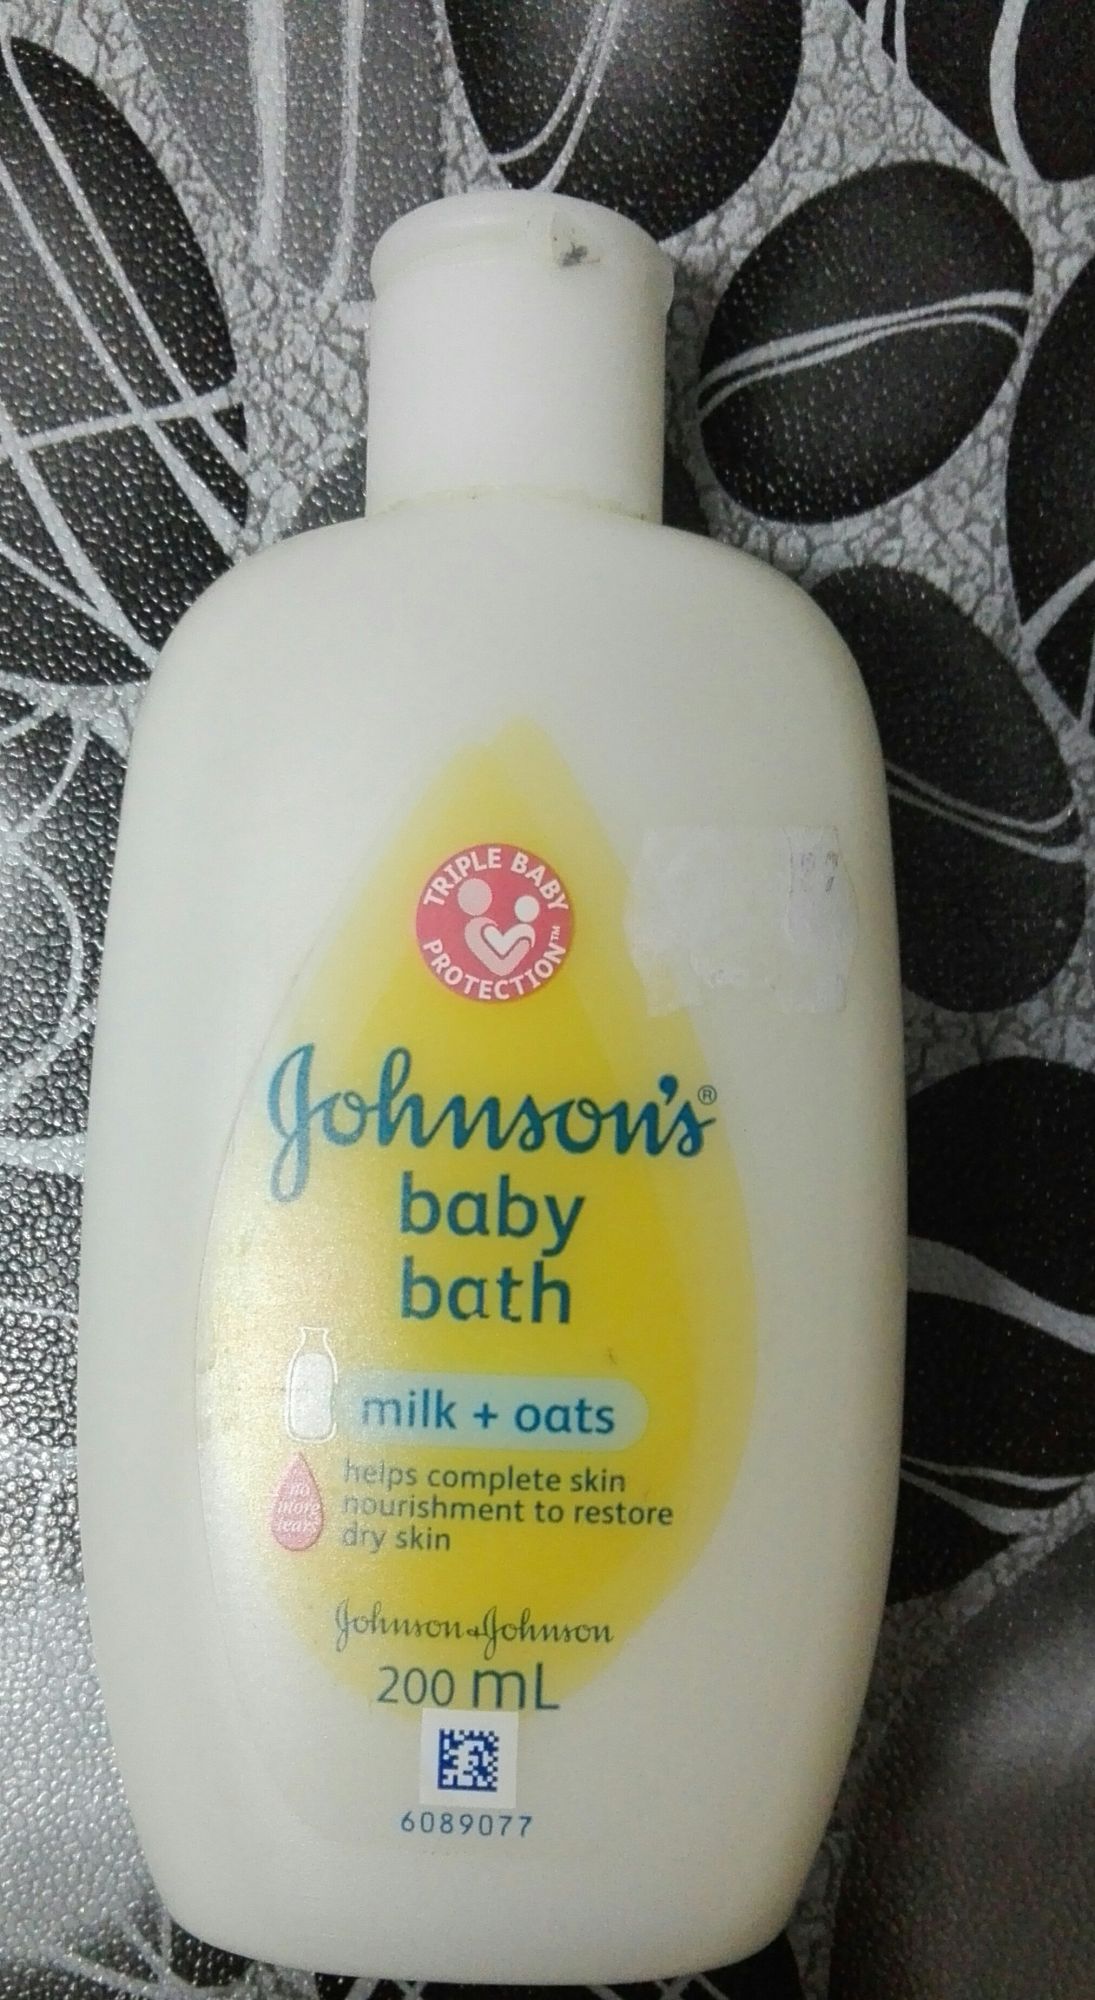 TRIPLE BABY
PROTECTION™
Johnson's®
baby
bath
milk + oats
no
more
tears
helps complete skin
nourishment to restore
dry skin
Johnson & Johnson
200 mL
6089077